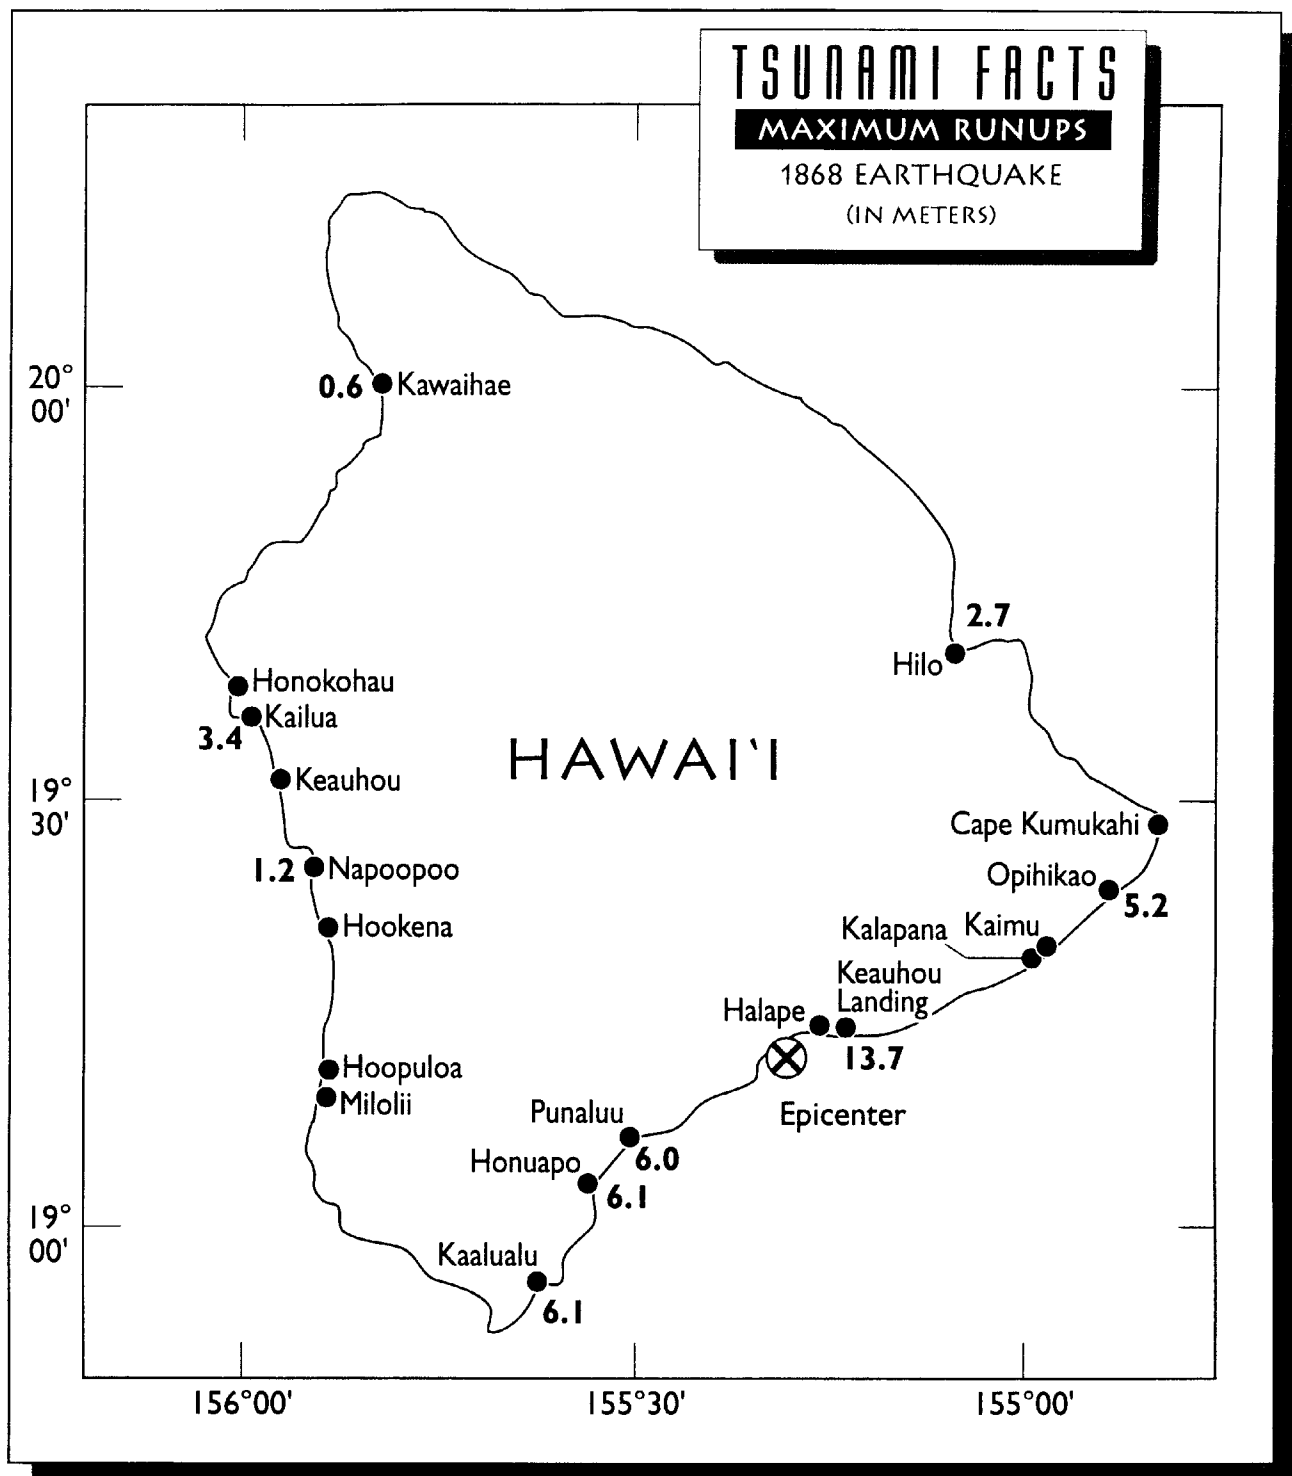 TSUNAMI FACTS
MAXIMUM RUNUPS
1868 EARTHQUAKE
(IN METERS)
20°
00'
0.6 Kawaihae
2.7
Hilo
Honokohau
Kailua
3.4
HAWAI'I
Keauhou
19°
30'
Cape Kumukahi
1.2 Napoopoo
Opihikao
5.2
Hookena
Kalapana
Kaimu
Keauhou
Landing
Halape
13.7
Hoopuloa
Milolii
Epicenter
Punaluu
6.0
Honuapo
6.1
19°
00'
Kaalualu
6.1
156°00'
155°30'
155°00'